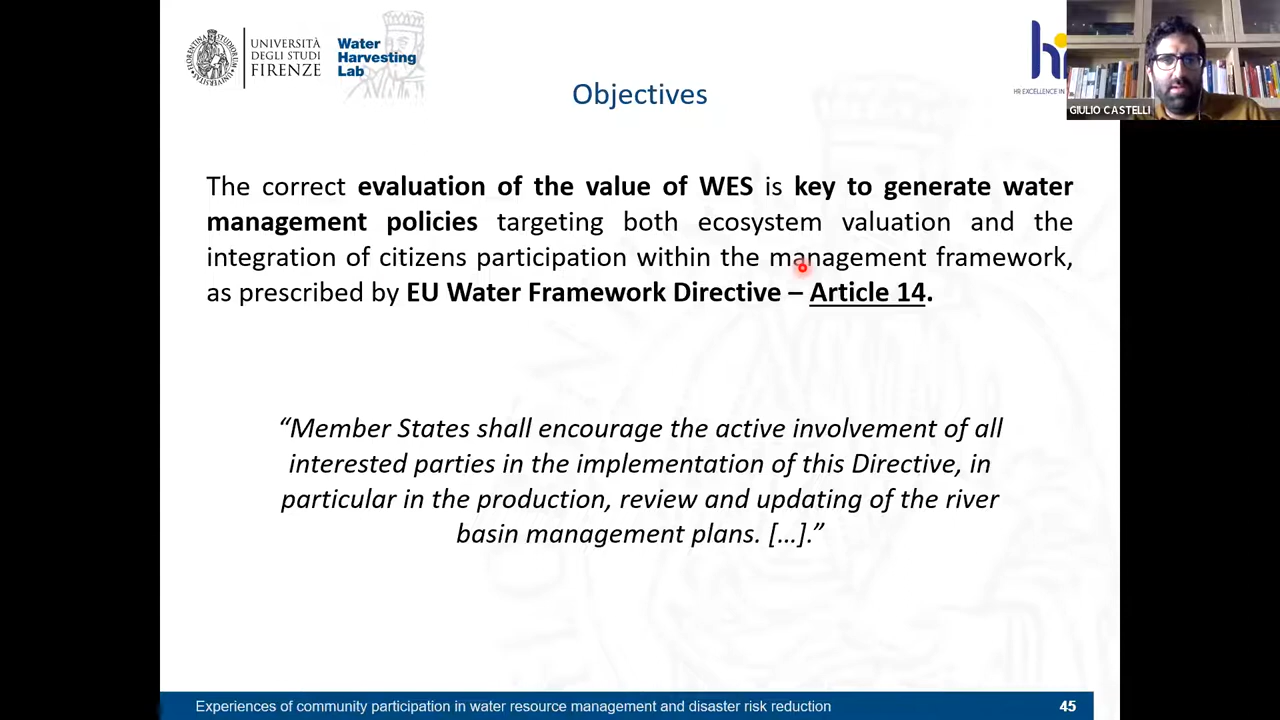 UNIVERSITÀ
DEGLI STUDI
FIRENZE
Water
Harvesting
Lab
HR EXCELLENCE IN
GIULIO CASTELLI
Objectives
The correct evaluation of the value of WES is key to generate water
management policies targeting both ecosystem valuation and the
integration of citizens participation within the management framework,
as prescribed by EU Water Framework Directive – Article 14.
“Member States shall encourage the active involvement of all
interested parties in the implementation of this Directive, in
particular in the production, review and updating of the river
basin management plans. […].”
Experiences of community participation in water resource management and disaster risk reduction
45